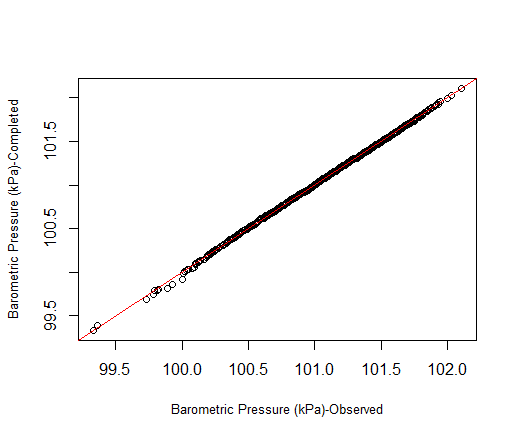 Barometric Pressure (kPa)-Completed
101.5
100.5
99.5
99.5 100.0 100.5 101.0 101.5 102.0
Barometric Pressure (kPa)-Observed